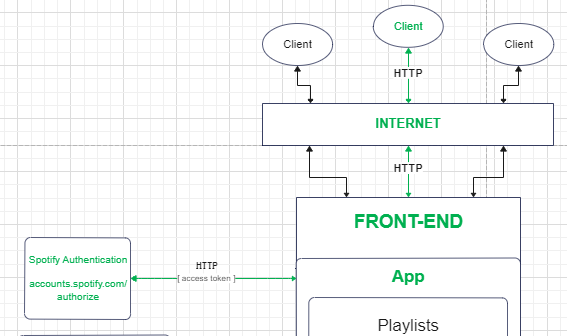 Client
Client
Client
HTTP
INTERNET
HTTP
FRONT-END
Spotify Authentication
accounts.spotify.com/
authorize
HTTP
[ access token ]
App
Playlists